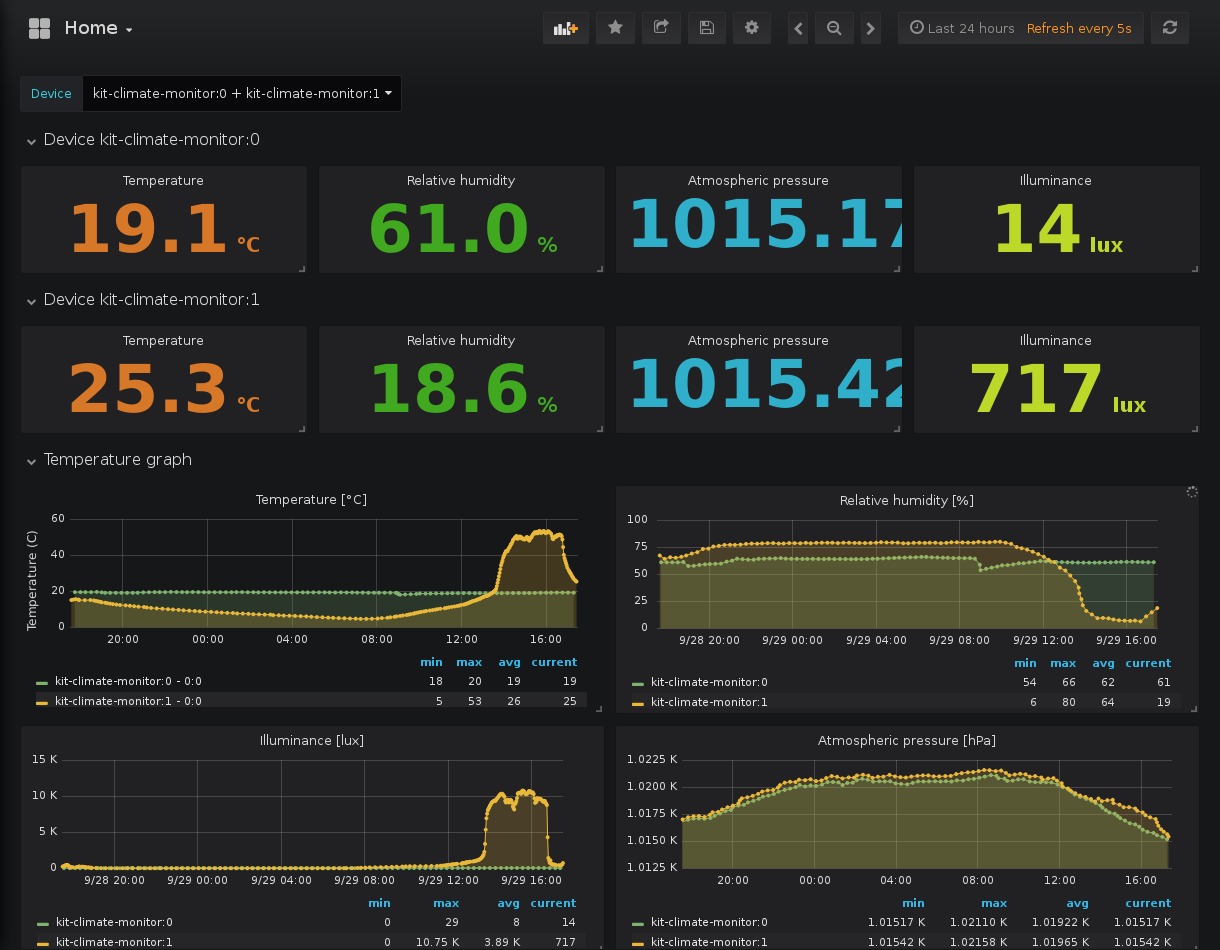 Home
Last 24 hours Refresh every 5s
Device kit-climate-monitor:0 + kit-climate-monitor:1
Device kit-climate-monitor:0
Temperature Relative humidity Atmospheric pressure Illuminance
19.1 °C 61.0 % 1015.17 14 lux
Device kit-climate-monitor:1
Temperature Relative humidity Atmospheric pressure Illuminance
25.3 °C 18.6 % 1015.42 717 lux
Temperature graph
Temperature [°C]
Temperature (C)
60
40
20
0
20:00 00:00 04:00 08:00 12:00 16:00
min max avg current
kit-climate-monitor:0 - 0:0 18 20 19 19
kit-climate-monitor:1 - 0:0 5 53 26 25
Relative humidity [%]
100
75
50
25
0
9/28 20:00 9/29 00:00 9/29 04:00 9/29 08:00 9/29 12:00 9/29 16:00
min max avg current
kit-climate-monitor:0 54 66 62 61
kit-climate-monitor:1 6 80 64 19
Illuminance [lux]
15 K
10 K
5 K
0
9/28 20:00 9/29 00:00 9/29 04:00 9/29 08:00 9/29 12:00 9/29 16:00
min max avg current
kit-climate-monitor:0 0 29 8 14
kit-climate-monitor:1 0 10.75 K 3.89 K 717
Atmospheric pressure [hPa]
1.0225 K
1.0200 K
1.0175 K
1.0150 K
1.0125 K
20:00 00:00 04:00 08:00 12:00 16:00
min max avg current
kit-climate-monitor:0 1.01517 K 1.02110 K 1.01922 K 1.01517 K
kit-climate-monitor:1 1.01542 K 1.02158 K 1.01965 K 1.01542 K